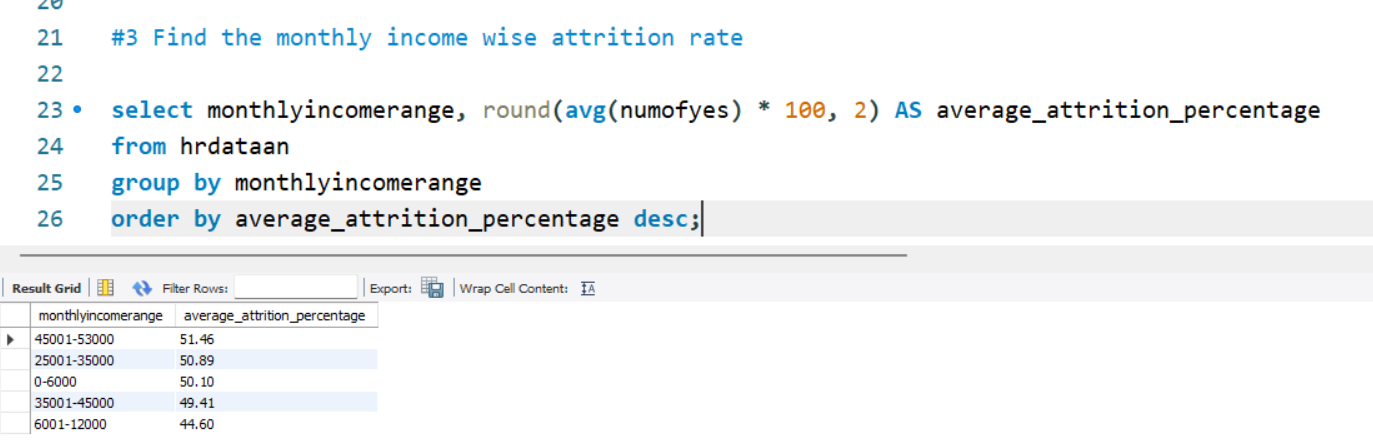 20
21 #3 Find the monthly income wise attrition rate
22
23 select monthlyincomerange, round(avg(numofyes) * 100, 2) AS average_attrition_percentage
24 from hrdataan
25 group by monthlyincomerange
26 order by average_attrition_percentage desc;
Result Grid Filter Rows: Export: Wrap Cell Content: IA
monthlyincomerange average_attrition_percentage
45001-53000 51.46
25001-35000 50.89
0-6000 50.10
35001-45000 49.41
6001-12000 44.60